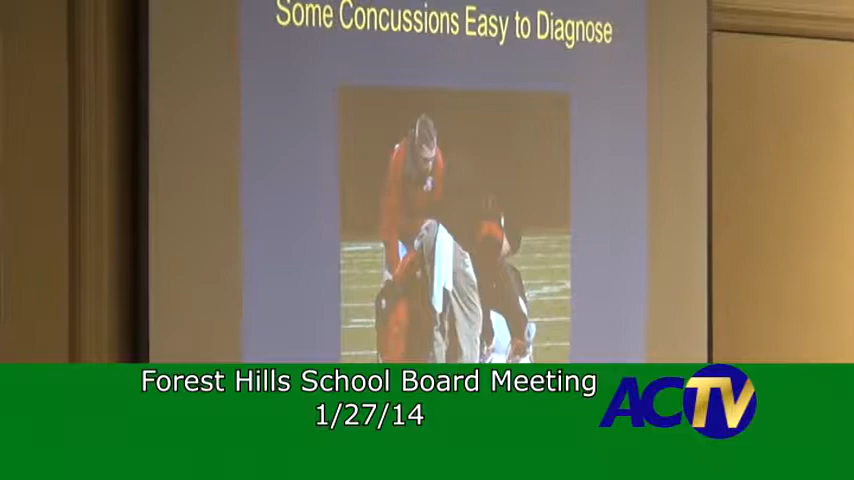 Some Concussions Easy to Diagnose
Forest Hills School Board Meeting
1/27/14
ACTV